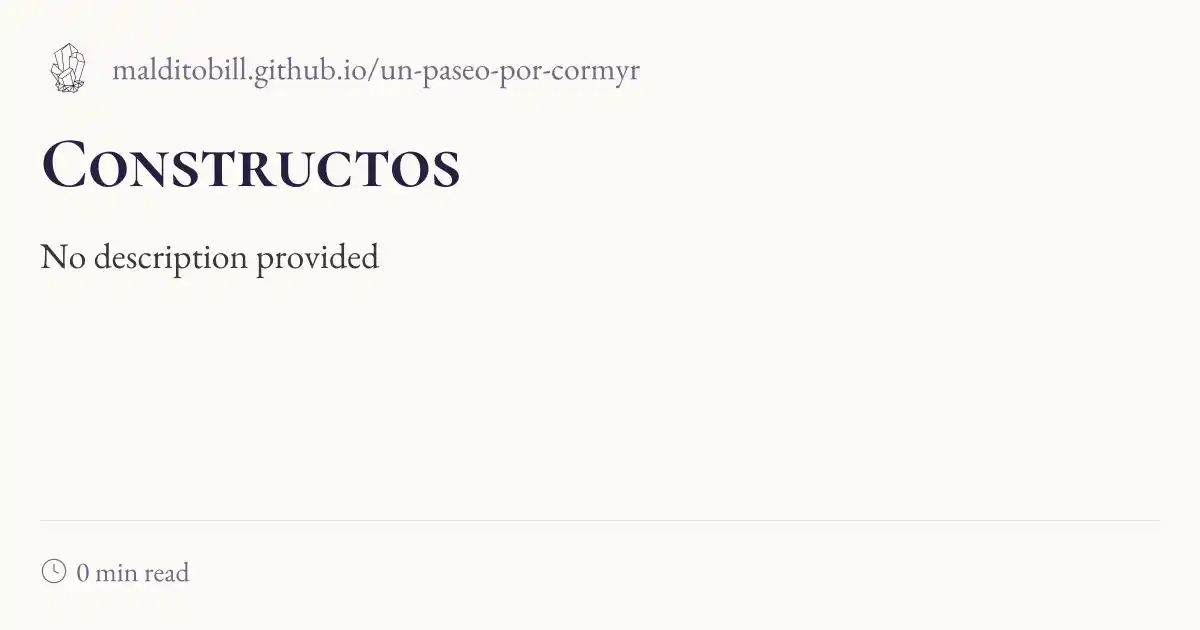 malditobill.github.io/un-paseo-por-cormyr
Constructos
No description provided
0 min read